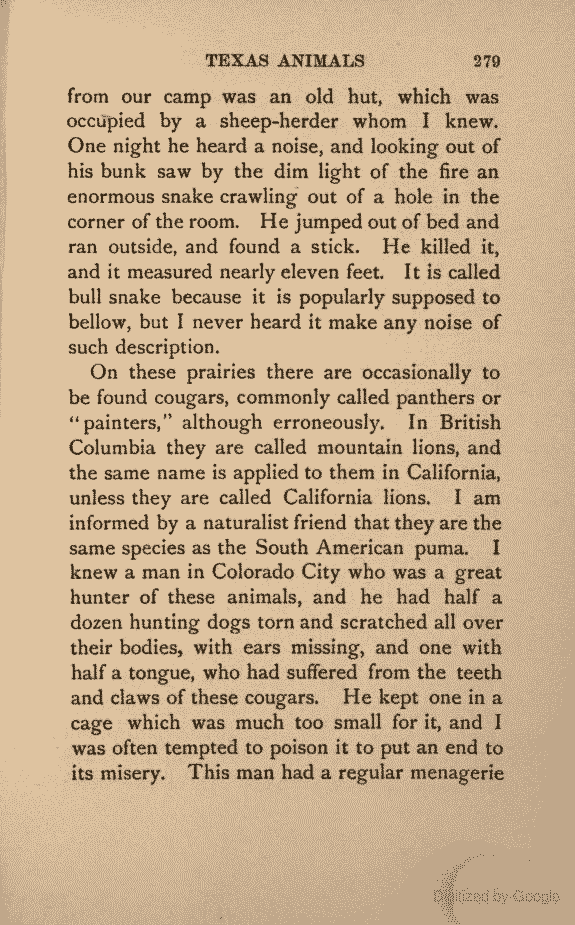 TEXAS ANIMALS 279
from our camp was an old hut, which was
occupied by a sheep-herder whom I knew.
One night he heard a noise, and looking out of
his bunk saw by the dim light of the fire an
enormous snake crawling out of a hole in the
corner of the room. He jumped out of bed and
ran outside, and found a stick. He killed it,
and it measured nearly eleven feet. It is called
bull snake because it is popularly supposed to
bellow, but I never heard it make any noise of
such description.
On these prairies there are occasionally to
be found cougars, commonly called panthers or
"painters," although erroneously. In British
Columbia they are called mountain lions, and
the same name is applied to them in California,
unless they are called California lions. I am
informed by a naturalist friend that they are the
same species as the South American puma. I
knew a man in Colorado City who was a great
hunter of these animals, and he had half a
dozen hunting dogs torn and scratched all over
their bodies, with ears missing, and one with
half a tongue, who had suffered from the teeth
and claws of these cougars. He kept one in a
cage which was much too small for it, and I
was often tempted to poison it to put an end to
its misery. This man had a regular menagerie
Digitized by Google